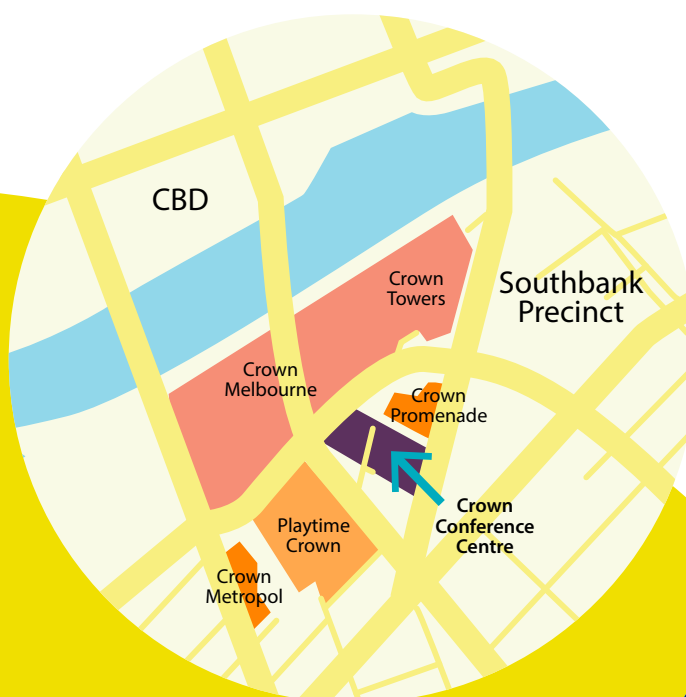 CBD
Crown
Towers
Southbank
Precinct
Crown
Melbourne
Crown
Promenade
Crown
Conference
Centre
Playtime
Crown
Crown
Metropol